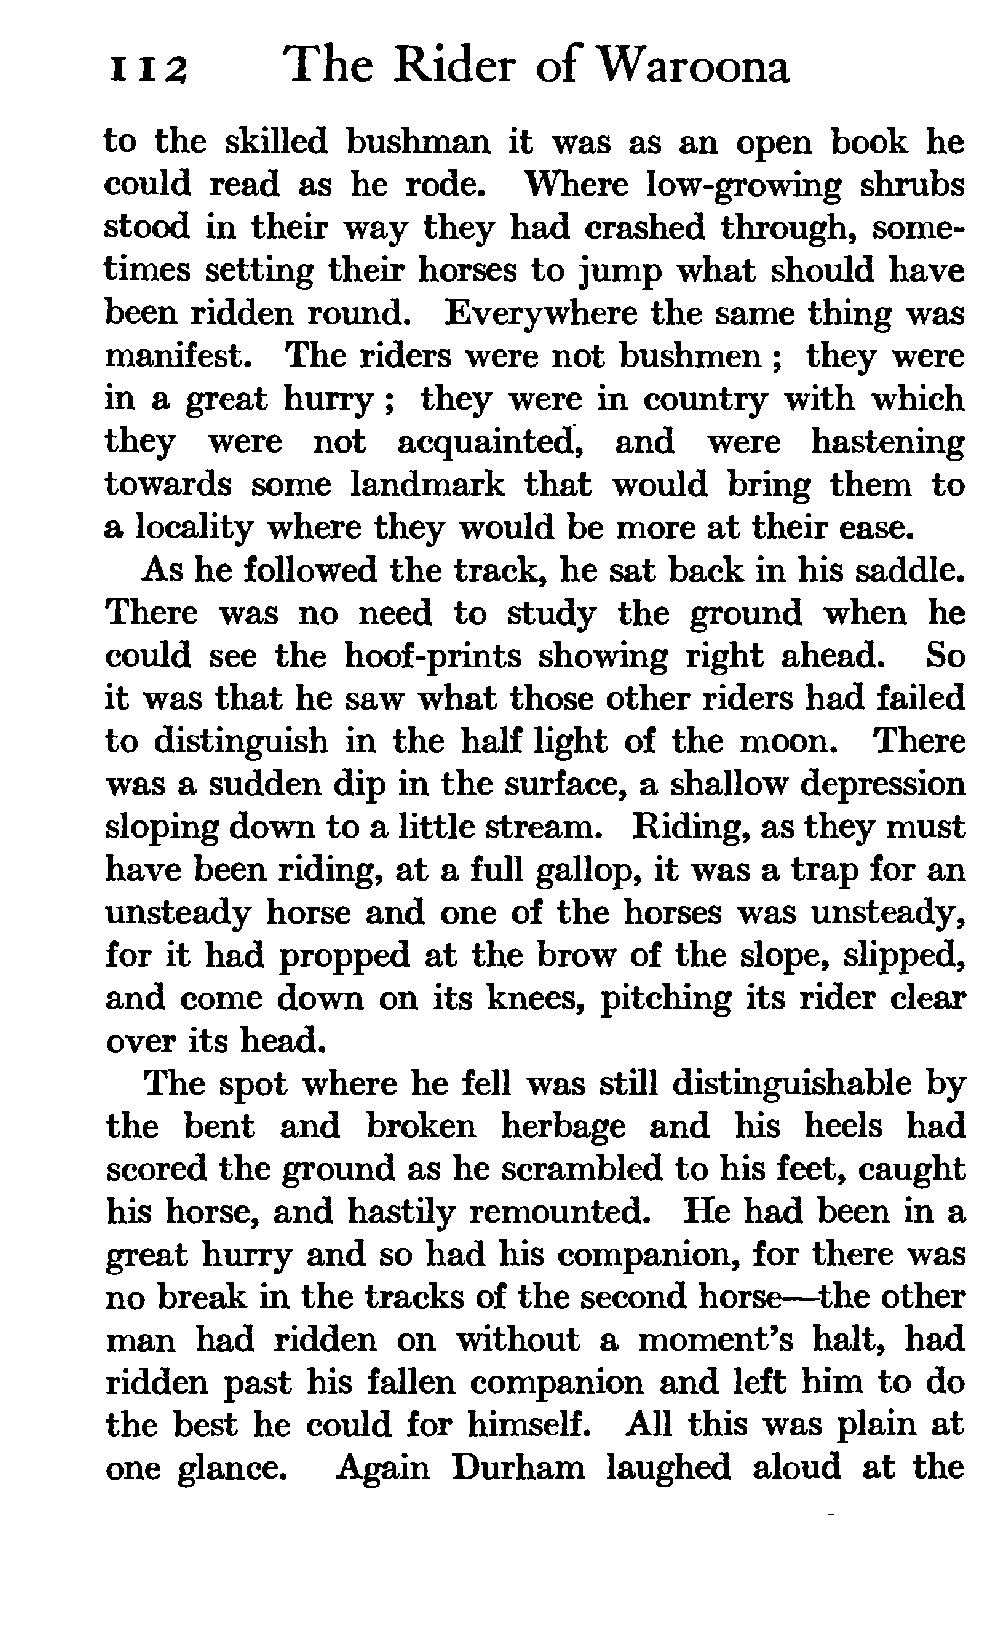 112 The Rider of Waroona
to the skilled bushman it was as an open book he
could read as he rode. Where low-growing shrubs
stood in their way they had crashed through, some-
times setting their horses to jump what should have
been ridden round. Everywhere the same thing was
manifest. The riders were not bushmen ; they were
in a great hurry ; they were in country with which
they were not acquainted, and were hastening
towards some landmark that would bring them to
a locality where they would be more at their ease.
As he followed the track, he sat back in his saddle.
There was no need to study the ground when he
could see the hoof-prints showing right ahead. So
it was that he saw what those other riders had failed
to distinguish in the half light of the moon. There
was a sudden dip in the surface, a shallow depression
sloping down to a little stream. Riding, as they must
have been riding, at a full gallop, it was a trap for an
unsteady horse and one of the horses was unsteady,
for it had propped at the brow of the slope, slipped,
and come down on its knees, pitching its rider clear
over its head.
The spot where he fell was still distinguishable by
the bent and broken herbage and his heels had
scored the ground as he scrambled to his feet, caught
his horse, and hastily remounted. He had been in a
great hurry and so had his companion, for there was
no break in the tracks of the second horse—the other
man had ridden on without a moment's halt, had
ridden past his fallen companion and left him to do
the best he could for himself. All this was plain at
one glance. Again Durham laughed aloud at the